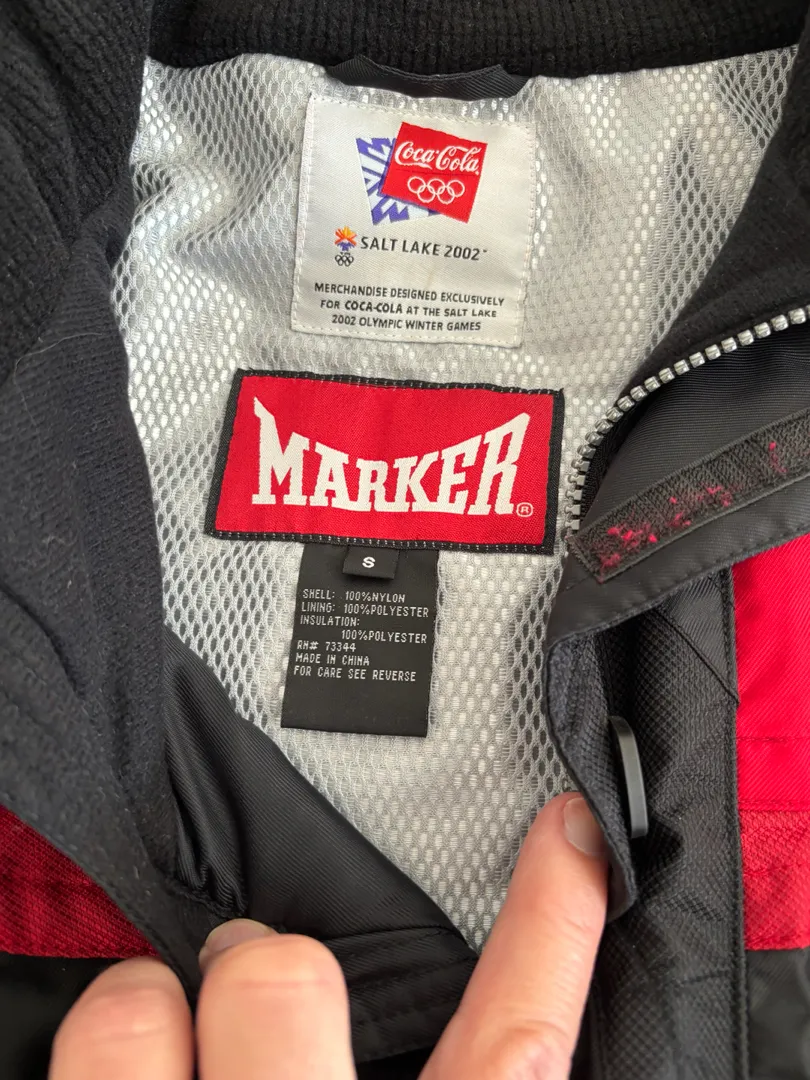 Coca-Cola
SALT LAKE 2002™
MERCHANDISE DESIGNED EXCLUSIVELY
FOR COCA-COLA AT THE SALT LAKE
2002 OLYMPIC WINTER GAMES
MARKER®
S
SHELL: 100%NYLON
LINING: 100%POLYESTER
INSULATION:
100%POLYESTER
RN# 73344
MADE IN CHINA
FOR CARE SEE REVERSE